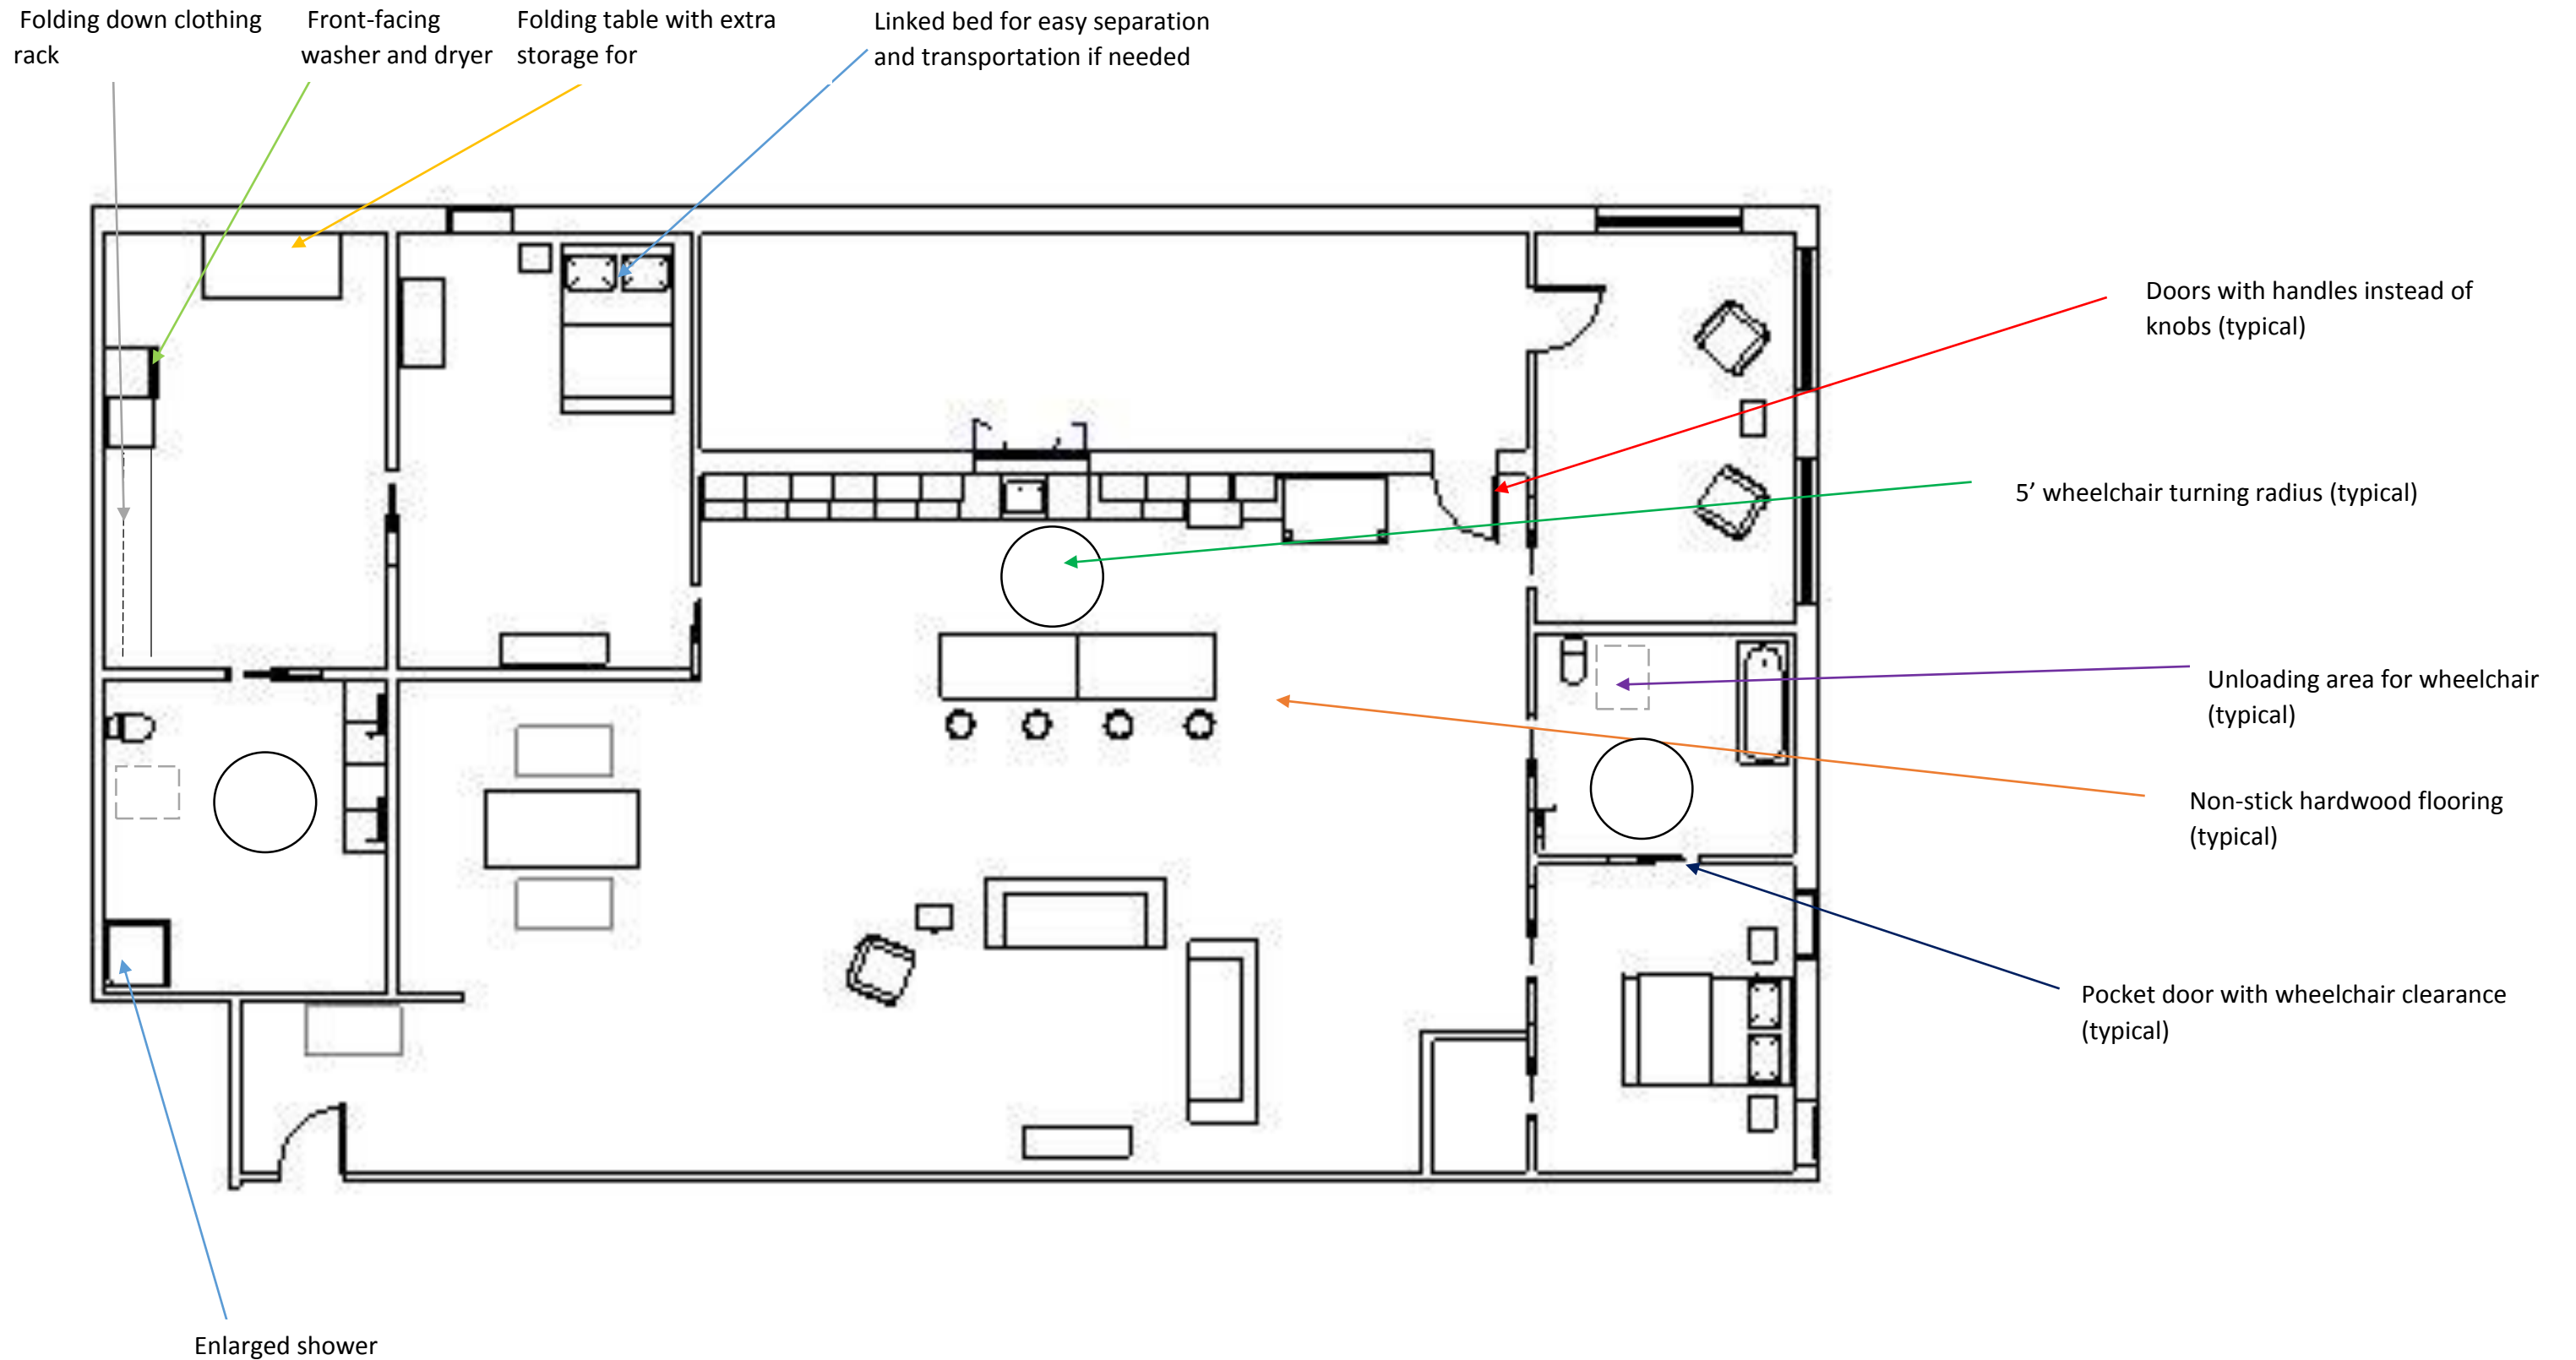 Folding down clothing
rack
Front-facing
washer and dryer
Folding table with extra
storage for
Linked bed for easy separation
and transportation if needed
Doors with handles instead of
knobs (typical)
5’ wheelchair turning radius (typical)
Unloading area for wheelchair
(typical)
Non-stick hardwood flooring
(typical)
Pocket door with wheelchair clearance
(typical)
Enlarged shower